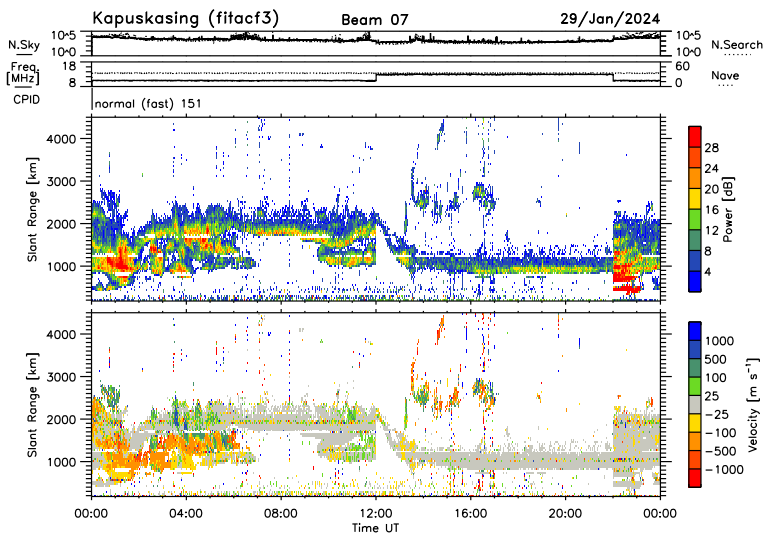 Kapuskasing (fitacf3) Beam 07 29/Jan/2024
N.Sky 10^5 10^5 N.Search
10^0 10^0
Freq. 18 60 Nave
[MHz] 8 0
CPID normal (fast) 151
Slant Range [km]
4000
3000
2000
1000
Power [dB]
28
24
20
16
12
8
4
Slant Range [km]
4000
3000
2000
1000
Velocity [m s⁻¹]
1000
500
100
25
−25
−100
−500
−1000
00:00 04:00 08:00 12:00 16:00 20:00 00:00
Time UT